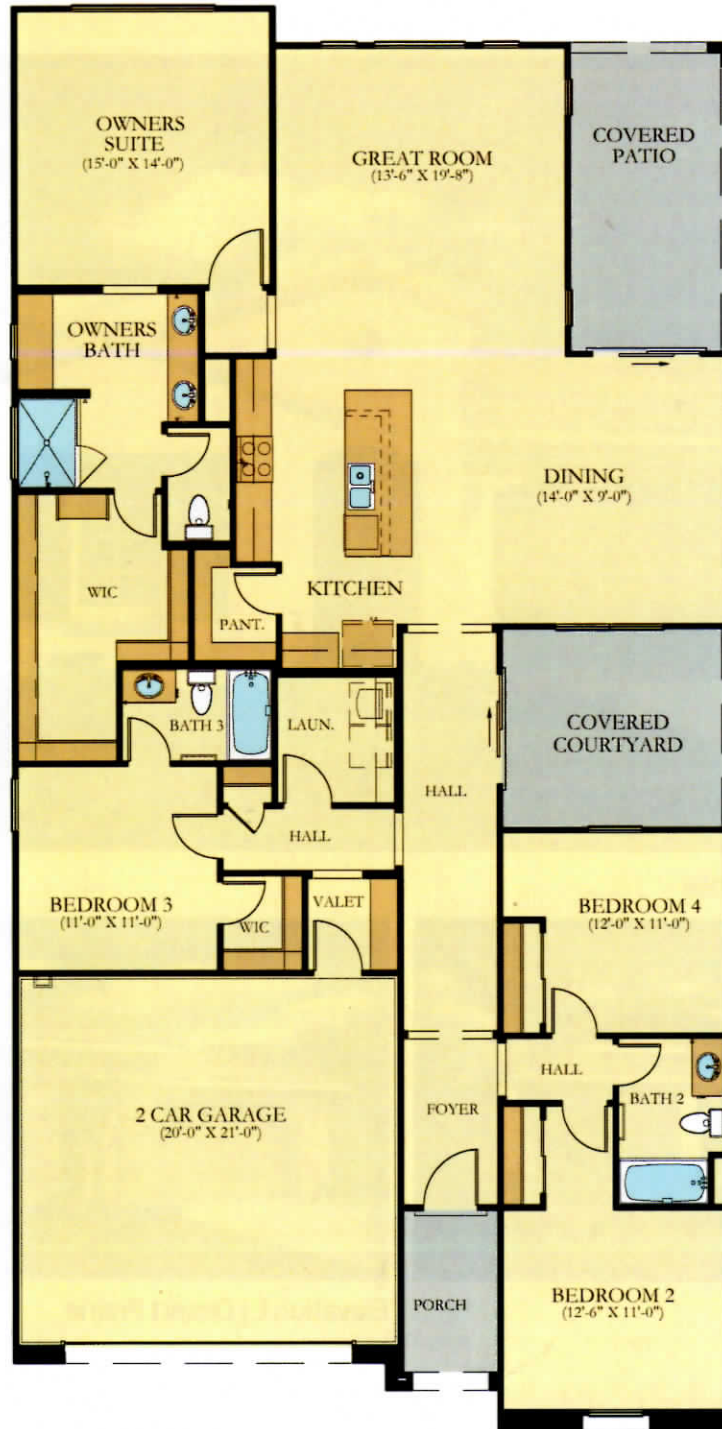 OWNERS
SUITE
(15'-0" X 14'-0")
GREAT ROOM
(13'-6" X 19'-8")
COVERED
PATIO
OWNERS
BATH
DINING
(14'-0" X 9'-0")
KITCHEN
WIC
PANT.
BATH 3
LAUN.
COVERED
COURTYARD
HALL
HALL
BEDROOM 3
(11'-0" X 11'-0")
WIC
VALET
BEDROOM 4
(12'-0" X 11'-0")
HALL
BATH 2
FOYER
2 CAR GARAGE
(20'-0" X 21'-0")
PORCH
BEDROOM 2
(12'-6" X 11'-0")